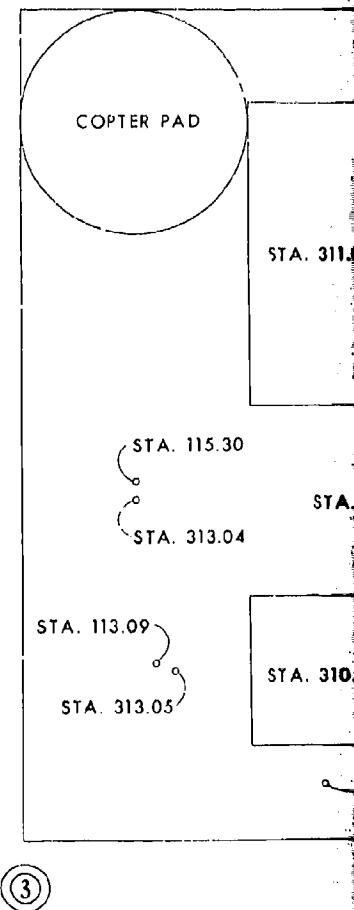 COPTER PAD
STA. 311.
STA. 115.30
STA.
STA. 313.04
STA. 113.09
STA. 310.
STA. 313.05
3